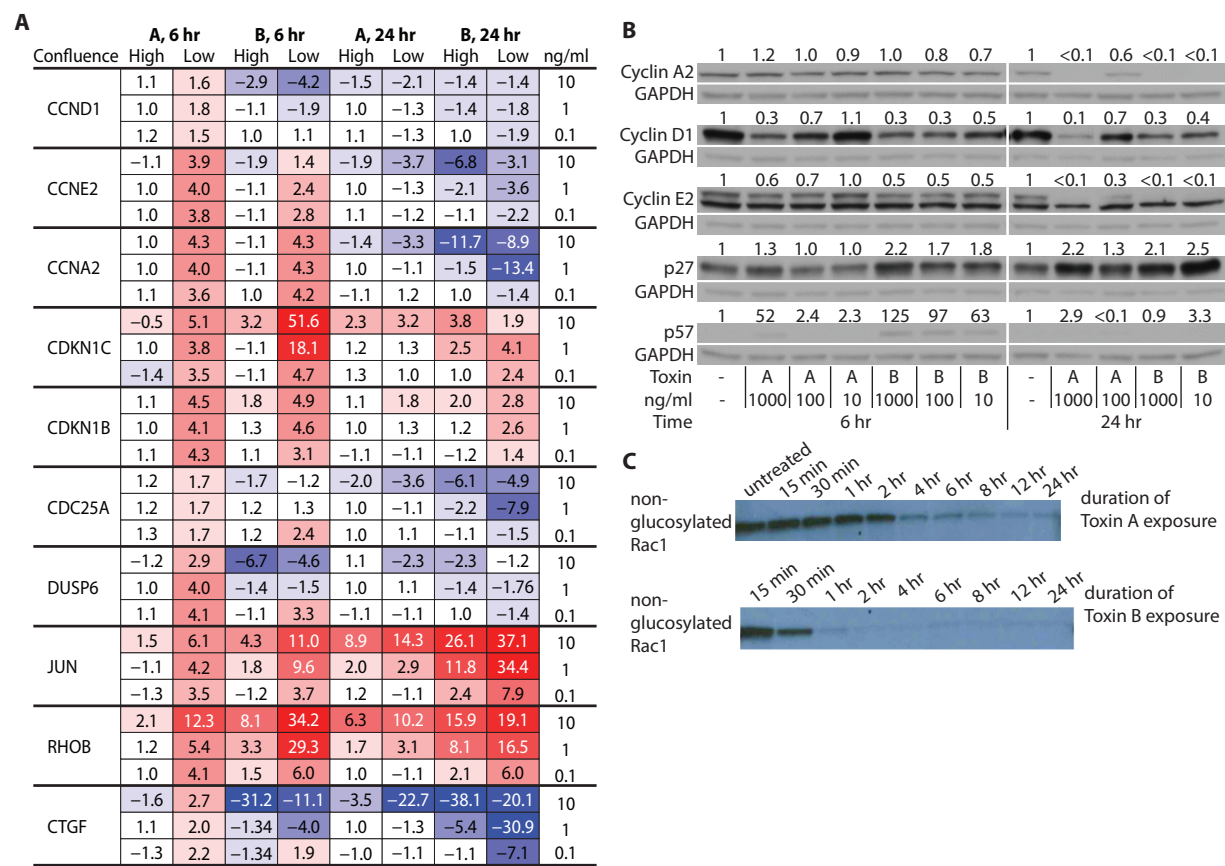 A
A, 6 hr B, 6 hr A, 24 hr B, 24 hr
Confluence High Low High Low High Low High Low ng/ml
CCND1
1.1 1.6 −2.9 −4.2 −1.5 −2.1 −1.4 −1.4 10
1.0 1.8 −1.1 −1.9 1.0 −1.3 −1.4 −1.8 1
1.2 1.5 1.0 1.1 −1.1 −1.3 1.0 −1.9 0.1
CCNE2
−1.1 3.9 −1.9 1.4 −1.9 −3.7 −6.8 −3.1 10
1.0 4.0 −1.1 2.4 1.0 −1.3 −2.1 −3.6 1
1.0 3.8 −1.1 2.8 1.1 −1.2 −1.1 −2.2 0.1
CCNA2
1.0 4.3 −1.1 4.3 −1.4 −3.3 −11.7 −8.9 10
1.0 4.0 −1.1 4.3 1.0 −1.1 −1.5 −13.4 1
1.1 3.6 1.0 4.2 −1.1 1.2 1.0 −1.4 0.1
CDKN1C
−0.5 5.1 3.2 51.6 2.3 3.2 3.8 1.9 10
1.0 3.8 −1.1 18.1 1.2 1.3 2.5 4.1 1
−1.4 3.5 −1.1 4.7 1.3 1.0 1.0 2.4 0.1
CDKN1B
1.1 4.5 1.8 4.9 1.1 1.8 2.0 2.8 10
1.0 4.1 1.3 4.6 1.0 1.3 1.2 2.6 1
1.1 4.3 1.1 3.1 −1.1 −1.1 −1.2 1.4 0.1
CDC25A
1.2 1.7 −1.7 −1.2 −2.0 −3.6 −6.1 −4.9 10
1.2 1.7 1.2 1.3 1.0 −1.1 −2.2 −7.9 1
1.3 1.7 1.2 2.4 1.0 1.1 −1.1 −1.5 0.1
DUSP6
−1.2 2.9 −6.7 −4.6 1.1 −2.3 −2.3 −1.2 10
1.0 4.0 −1.4 −1.5 1.0 1.1 −1.4 −1.76 1
1.1 4.1 −1.1 3.3 −1.1 −1.1 1.0 −1.4 0.1
JUN
1.5 6.1 4.3 11.0 8.9 14.3 26.1 37.1 10
−1.1 4.2 1.8 9.6 2.0 2.9 11.8 34.4 1
−1.3 3.5 −1.2 3.7 1.2 −1.1 2.4 7.9 0.1
RHOB
2.1 12.3 8.1 34.2 6.3 10.2 15.9 19.1 10
1.2 5.4 3.3 29.3 1.7 3.1 8.1 16.5 1
1.0 4.1 1.5 6.0 1.0 −1.1 2.1 6.0 0.1
CTGF
−1.6 2.7 −31.2 −11.1 −3.5 −22.7 −38.1 −20.1 10
1.1 2.0 −1.34 −4.0 1.0 −1.3 −5.4 −30.9 1
−1.3 2.2 −1.34 1.9 −1.0 −1.1 −1.1 −7.1 0.1
B
1 1.2 1.0 0.9 1.0 0.8 0.7 1 <0.1 0.6 <0.1 <0.1
Cyclin A2
GAPDH
1 0.3 0.7 1.1 0.3 0.3 0.5 1 0.1 0.7 0.3 0.4
Cyclin D1
GAPDH
1 0.6 0.7 1.0 0.5 0.5 0.5 1 <0.1 0.3 <0.1 <0.1
Cyclin E2
GAPDH
1 1.3 1.0 1.0 2.2 1.7 1.8 1 2.2 1.3 2.1 2.5
p27
GAPDH
1 52 2.4 2.3 125 97 63 1 2.9 <0.1 0.9 3.3
p57
GAPDH
Toxin - A A A B B B - A A B B
ng/ml - 1000 100 10 1000 100 10 - 1000 100 1000 10
Time 6 hr 24 hr
C
untreated 15 min 30 min 1 hr 2 hr 4 hr 6 hr 8 hr 12 hr 24 hr
non-
glucosylated
Rac1
duration of
Toxin A exposure
15 min 30 min 1 hr 2 hr 4 hr 6 hr 8 hr 12 hr 24 hr
non-
glucosylated
Rac1
duration of
Toxin B exposure